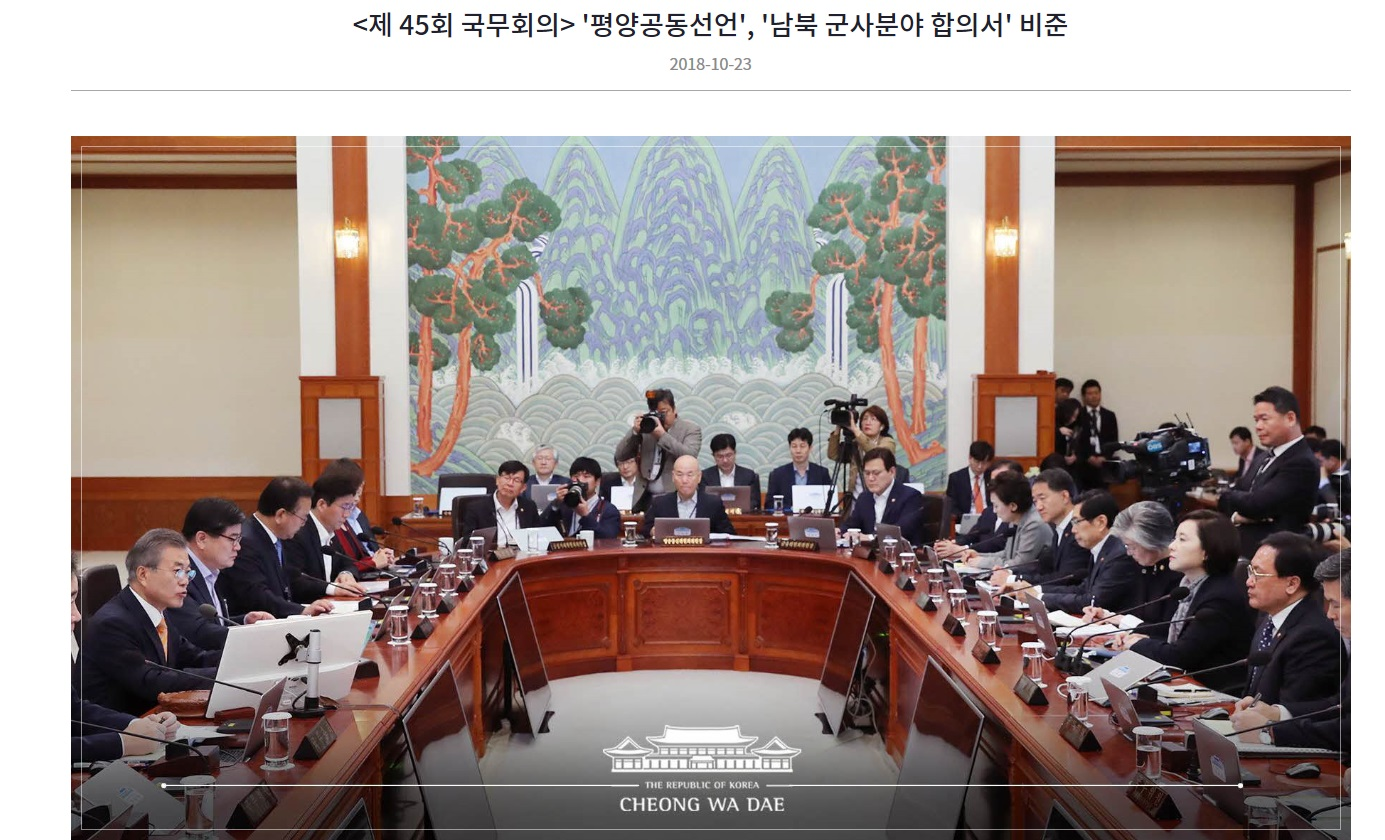 <제 45회 국무회의> '평양공동선언', '남북 군사분야 합의서' 비준
2018-10-23
THE REPUBLIC OF KOREA
CHEONG WA DAE